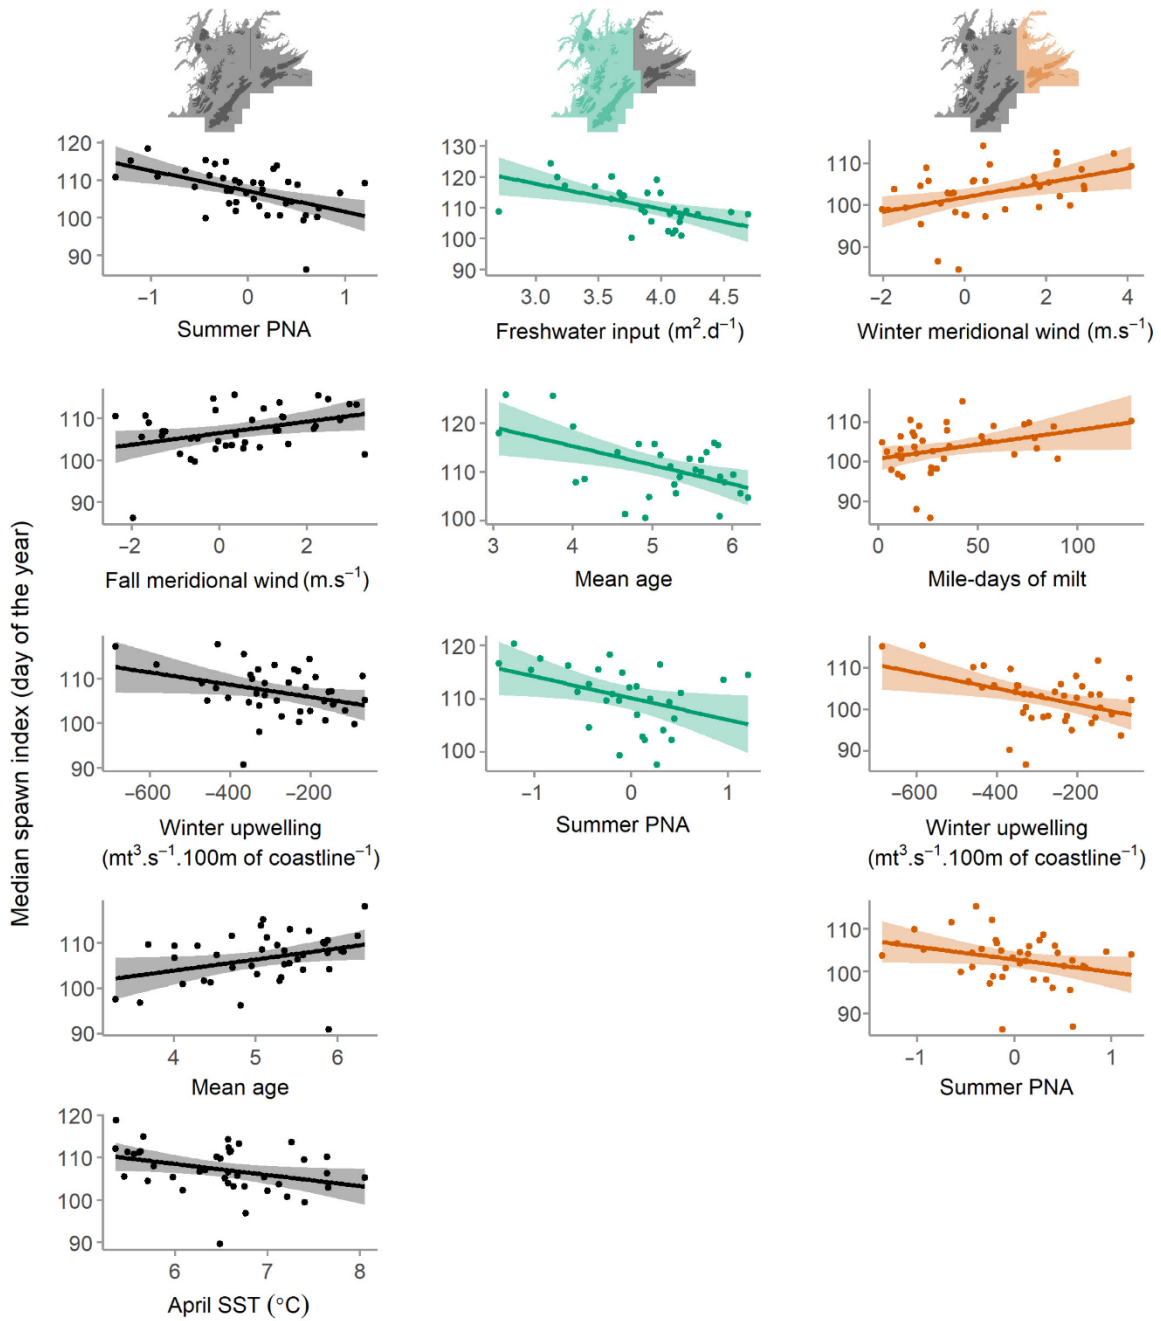 Median spawn index (day of the year)
120
110
100
90
−1 0 1
Summer PNA
130
120
110
100
90
3.0 3.5 4.0 4.5
Freshwater input (m².d⁻¹)
110
100
90
−2 0 2 4
Winter meridional wind (m.s⁻¹)
110
100
90
−2 0 2
Fall meridional wind (m.s⁻¹)
120
110
100
3 4 5 6
Mean age
110
100
90
0 50 100
Mile-days of milt
110
100
90
−600 −400 −200
Winter upwelling
(mt³.s⁻¹.100m of coastline⁻¹)
120
110
100
−1 0 1
Summer PNA
110
100
90
−600 −400 −200
Winter upwelling
(mt³.s⁻¹.100m of coastline⁻¹)
110
100
90
4 5 6
Mean age
110
100
90
−1 0 1
Summer PNA
120
110
100
90
6 7 8
April SST (°C)